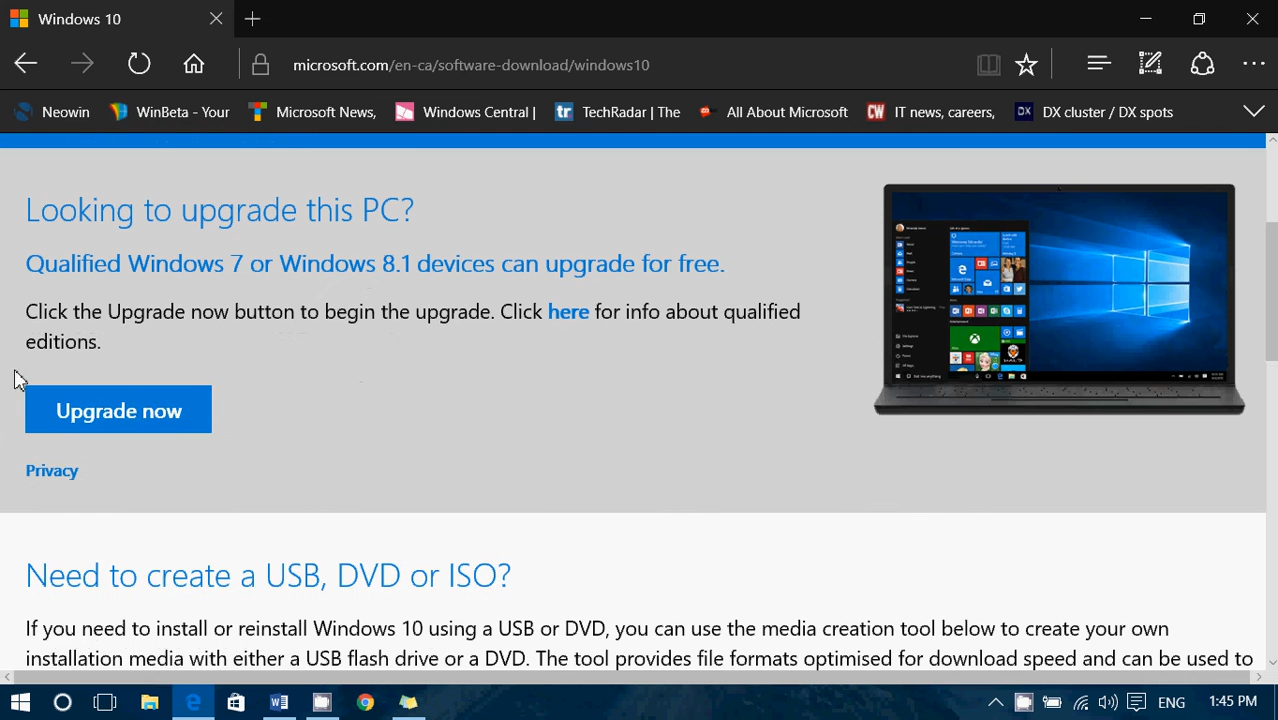 Windows 10
microsoft.com/en-ca/software-download/windows10
Neowin WinBeta - Your Microsoft News, Windows Central | TechRadar | The All About Microsoft IT news, careers, DX cluster / DX spots
Looking to upgrade this PC?
Qualified Windows 7 or Windows 8.1 devices can upgrade for free.
Click the Upgrade now button to begin the upgrade. Click here for info about qualified
editions.
Upgrade now
Privacy
Need to create a USB, DVD or ISO?
If you need to install or reinstall Windows 10 using a USB or DVD, you can use the media creation tool below to create your own
installation media with either a USB flash drive or a DVD. The tool provides file formats optimised for download speed and can be used to
ENG 1:45 PM